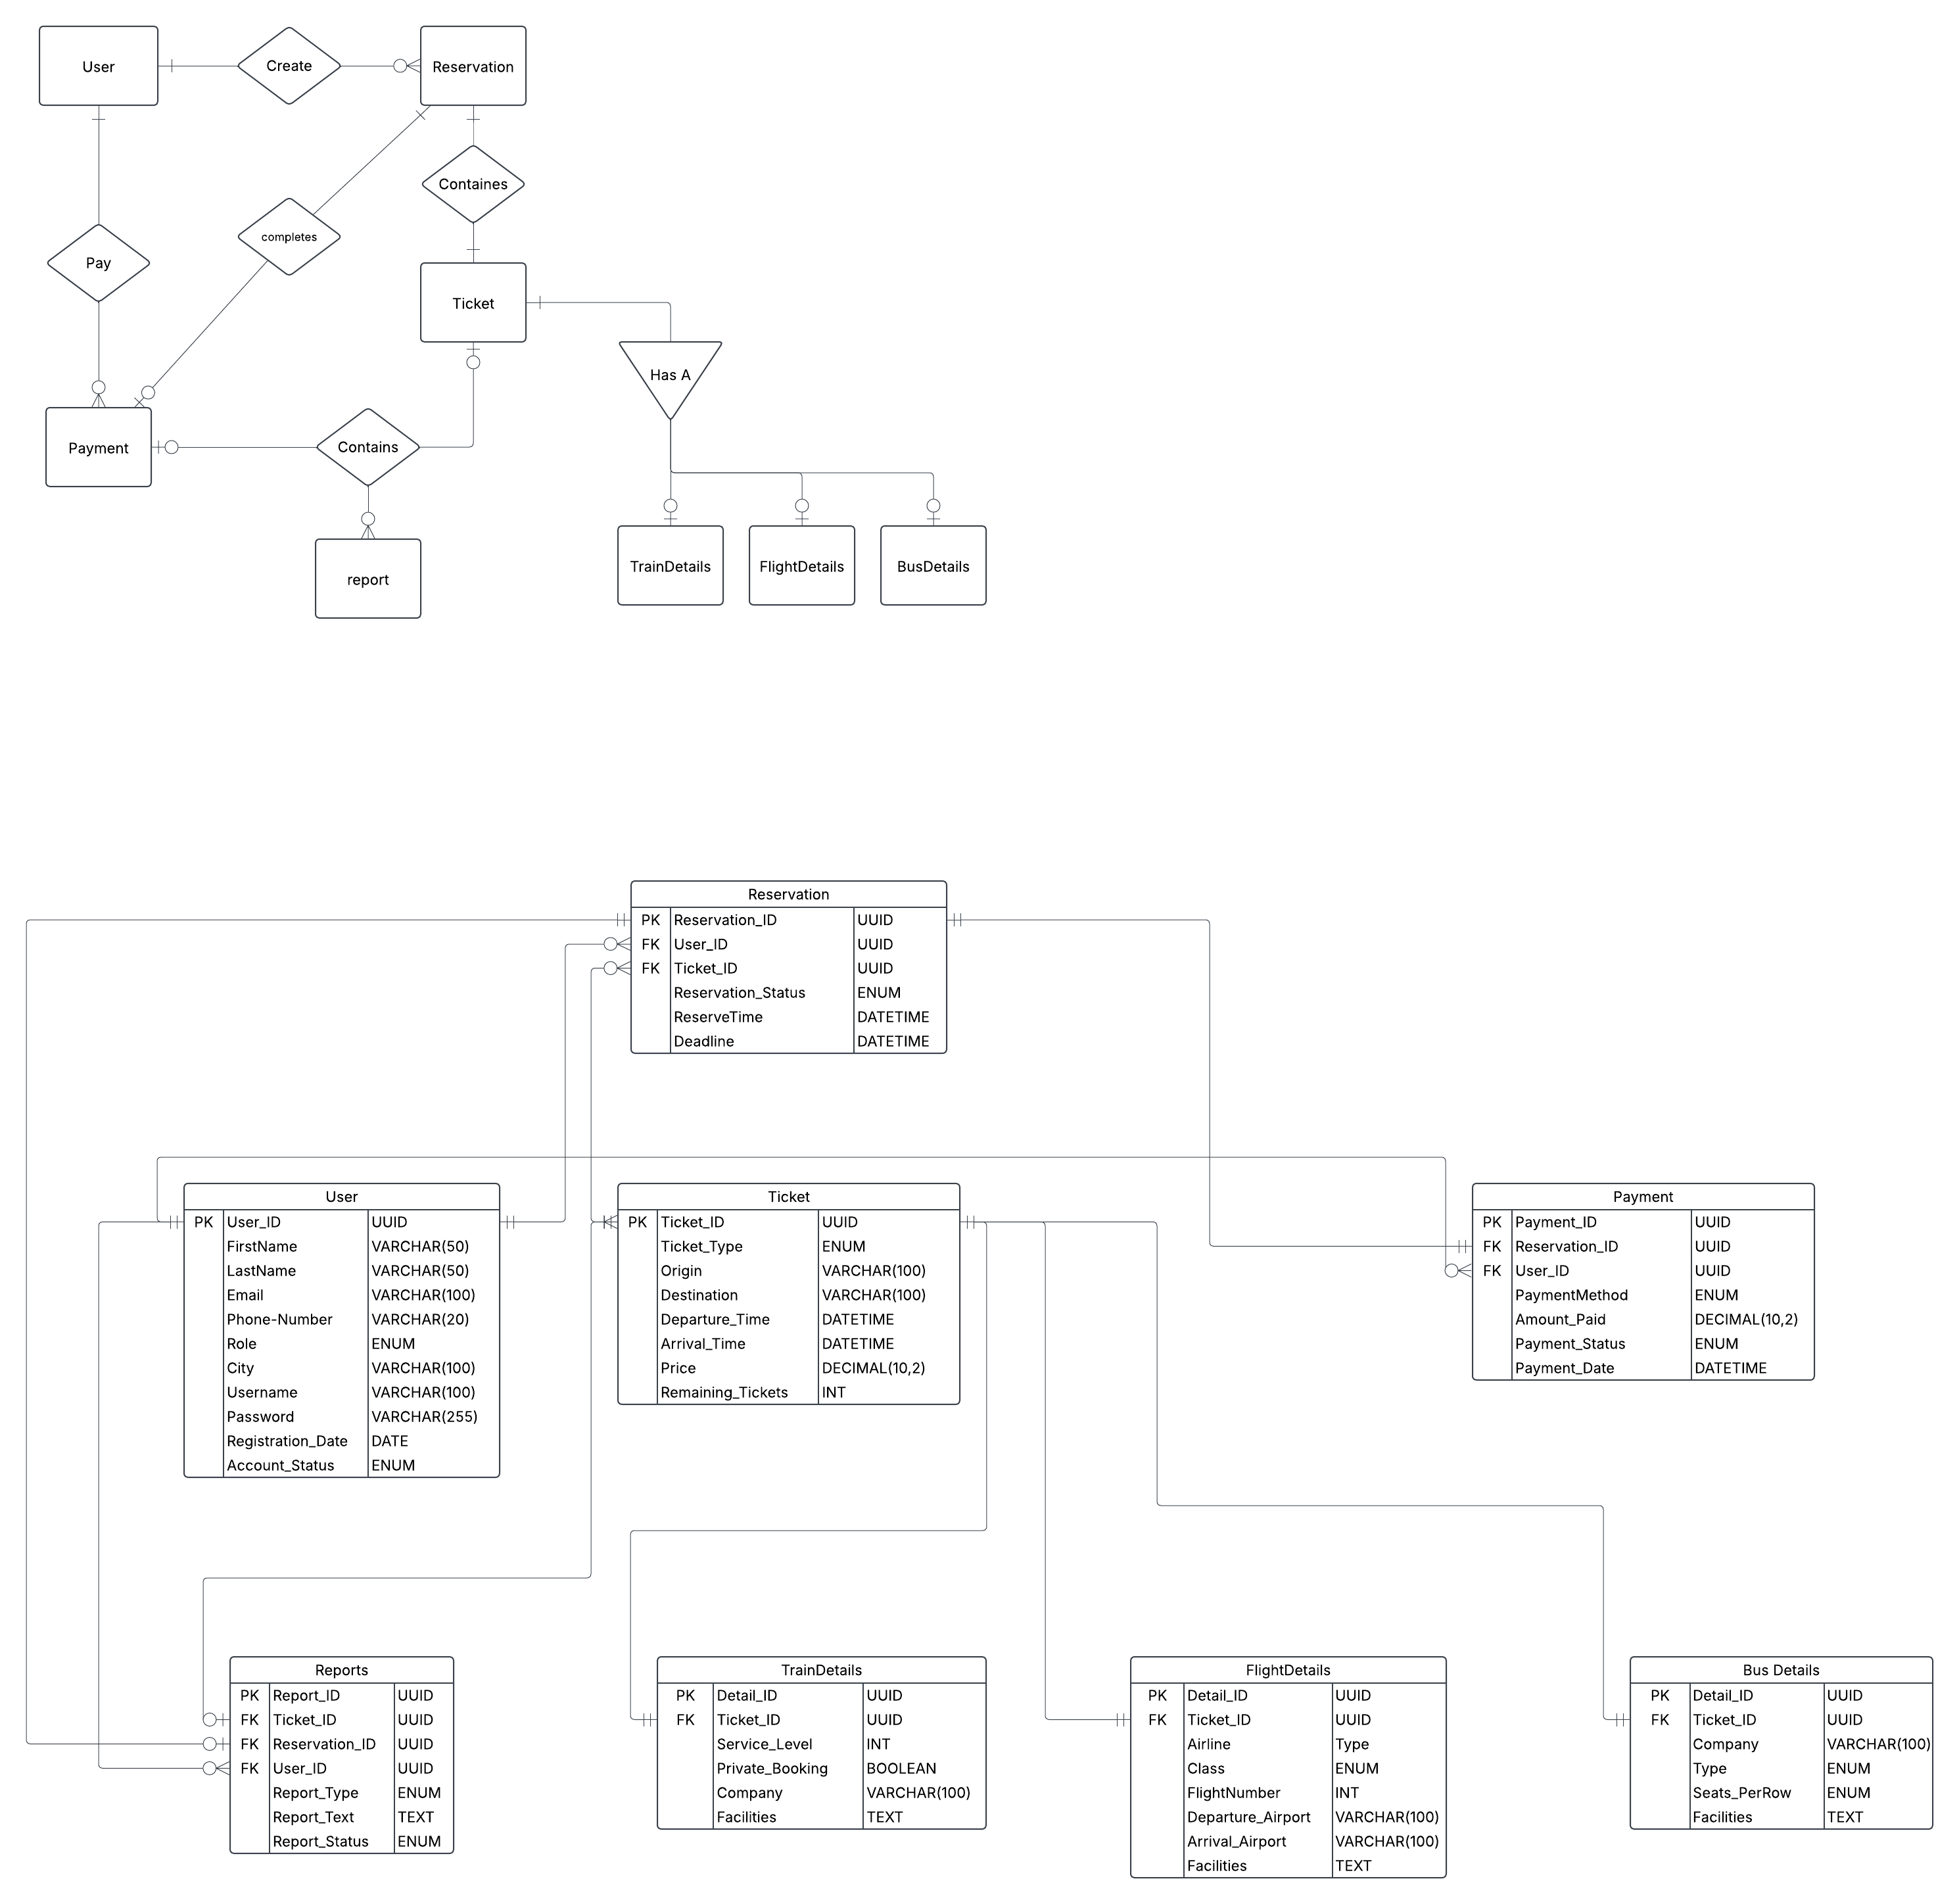 User
Create
Reservation
Containes
completes
Pay
Ticket
Has A
Payment
Contains
report
TrainDetails
FlightDetails
BusDetails
Reservation
PK Reservation_ID UUID
FK User_ID UUID
FK Ticket_ID UUID
Reservation_Status ENUM
ReserveTime DATETIME
Deadline DATETIME
User
PK User_ID UUID
FirstName VARCHAR(50)
LastName VARCHAR(50)
Email VARCHAR(100)
Phone-Number VARCHAR(20)
Role ENUM
City VARCHAR(100)
Username VARCHAR(100)
Password VARCHAR(255)
Registration_Date DATE
Account_Status ENUM
Ticket
PK Ticket_ID UUID
Ticket_Type ENUM
Origin VARCHAR(100)
Destination VARCHAR(100)
Departure_Time DATETIME
Arrival_Time DATETIME
Price DECIMAL(10,2)
Remaining_Tickets INT
Payment
PK Payment_ID UUID
FK Reservation_ID UUID
FK User_ID UUID
PaymentMethod ENUM
Amount_Paid DECIMAL(10,2)
Payment_Status ENUM
Payment_Date DATETIME
Reports
PK Report_ID UUID
FK Ticket_ID UUID
FK Reservation_ID UUID
FK User_ID UUID
Report_Type ENUM
Report_Text TEXT
Report_Status ENUM
TrainDetails
PK Detail_ID UUID
FK Ticket_ID UUID
Service_Level INT
Private_Booking BOOLEAN
Company VARCHAR(100)
Facilities TEXT
FlightDetails
PK Detail_ID UUID
FK Ticket_ID UUID
Airline Type
Class ENUM
FlightNumber INT
Departure_Airport VARCHAR(100)
Arrival_Airport VARCHAR(100)
Facilities TEXT
Bus Details
PK Detail_ID UUID
FK Ticket_ID UUID
Company VARCHAR(100)
Type ENUM
Seats_PerRow ENUM
Facilities TEXT